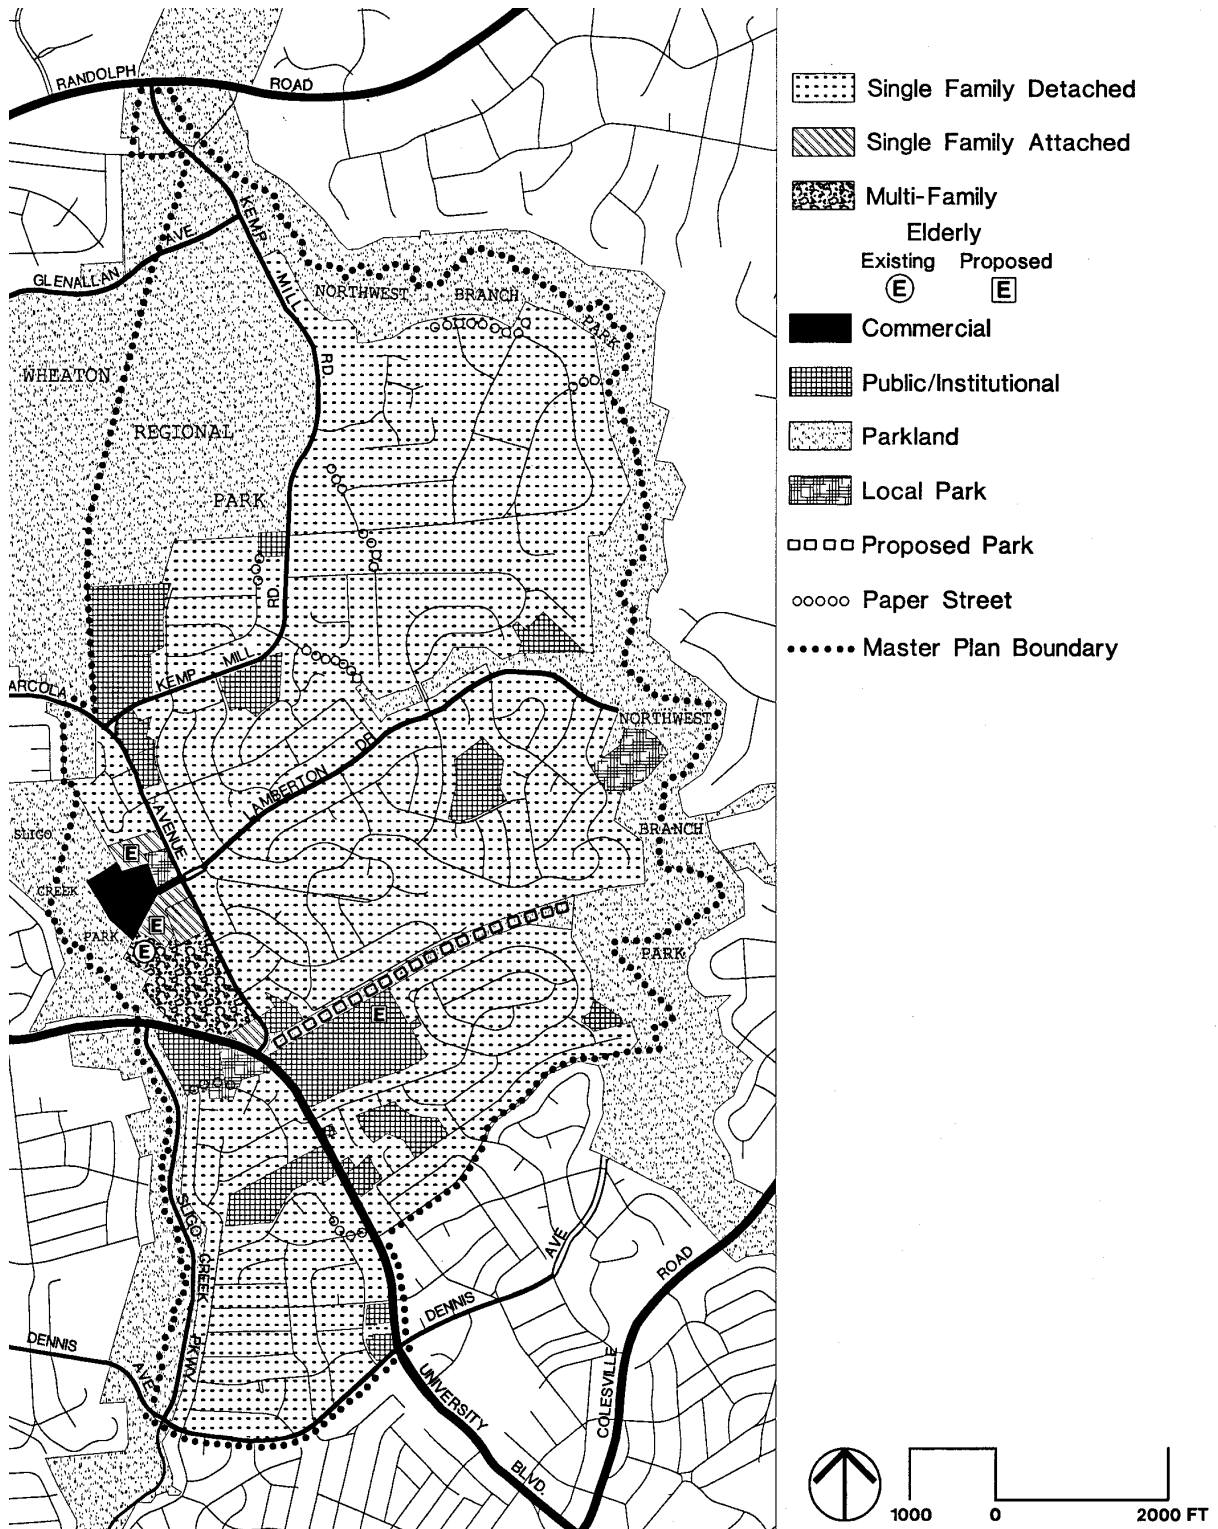 RANDOLPH ROAD
KEMP MILL RD.
GLENALLAN AVE.
NORTHWEST BRANCH PARK
WHEATON
REGIONAL
PARK
KEMP MILL RD.
ARCOLA
AVENUE
LAMBERTON DR.
NORTHWEST
BRANCH
PARK
SLIGO
CREEK
PARK
E
E
E
E
SLIGO CREEK PKWY.
DENNIS AVE
DENNIS AVE
UNIVERSITY BLVD.
COLESVILLE ROAD
Single Family Detached
Single Family Attached
Multi-Family
Elderly
Existing Proposed
E E
Commercial
Public/Institutional
Parkland
Local Park
Proposed Park
Paper Street
Master Plan Boundary
1000 0 2000 FT